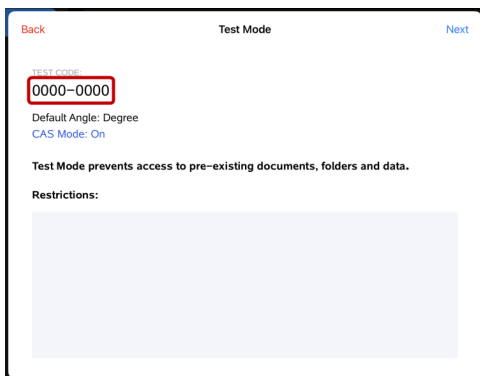 Back Test Mode Next
TEST CODE:
0000-0000
Default Angle: Degree
CAS Mode: On
Test Mode prevents access to pre-existing documents, folders and data.
Restrictions: